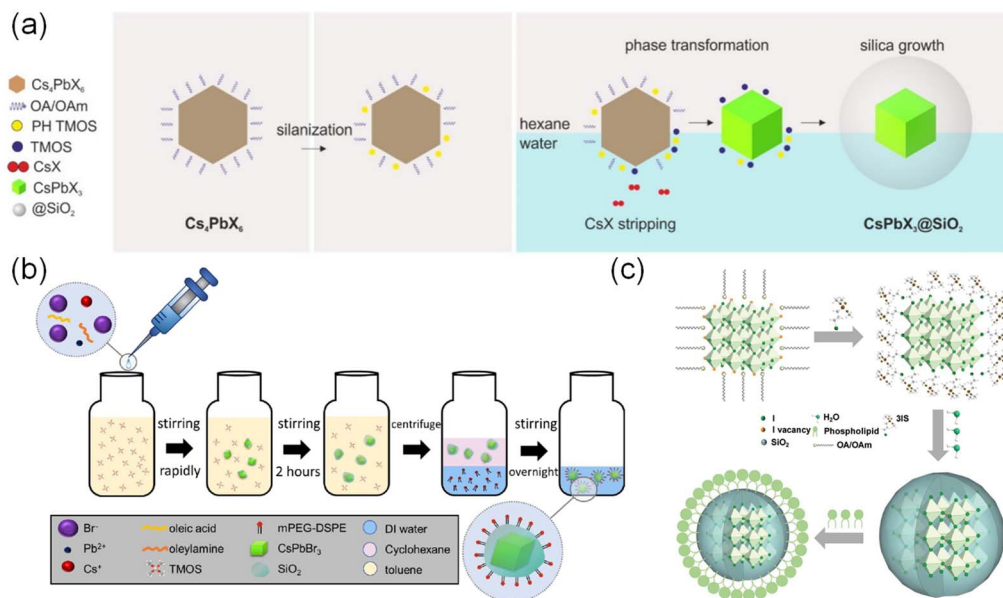 (a)
Cs₄PbX₆
OA/OAm
PH TMOS
TMOS
CsX
CsPbX₃
@SiO₂
Cs₄PbX₆
silanization
phase transformation
silica growth
hexane
water
CsX stripping
CsPbX₃@SiO₂
(b)
stirring
rapidly
stirring
2 hours
centrifuge
stirring
overnight
Br⁻
oleic acid
mPEG-DSPE
DI water
Pb²⁺
oleylamine
CsPbBr₃
Cyclohexane
Cs⁺
TMOS
SiO₂
toluene
(c)
I
H₂O
3IS
I vacancy
Phospholipid
SiO₂
OA/OAm